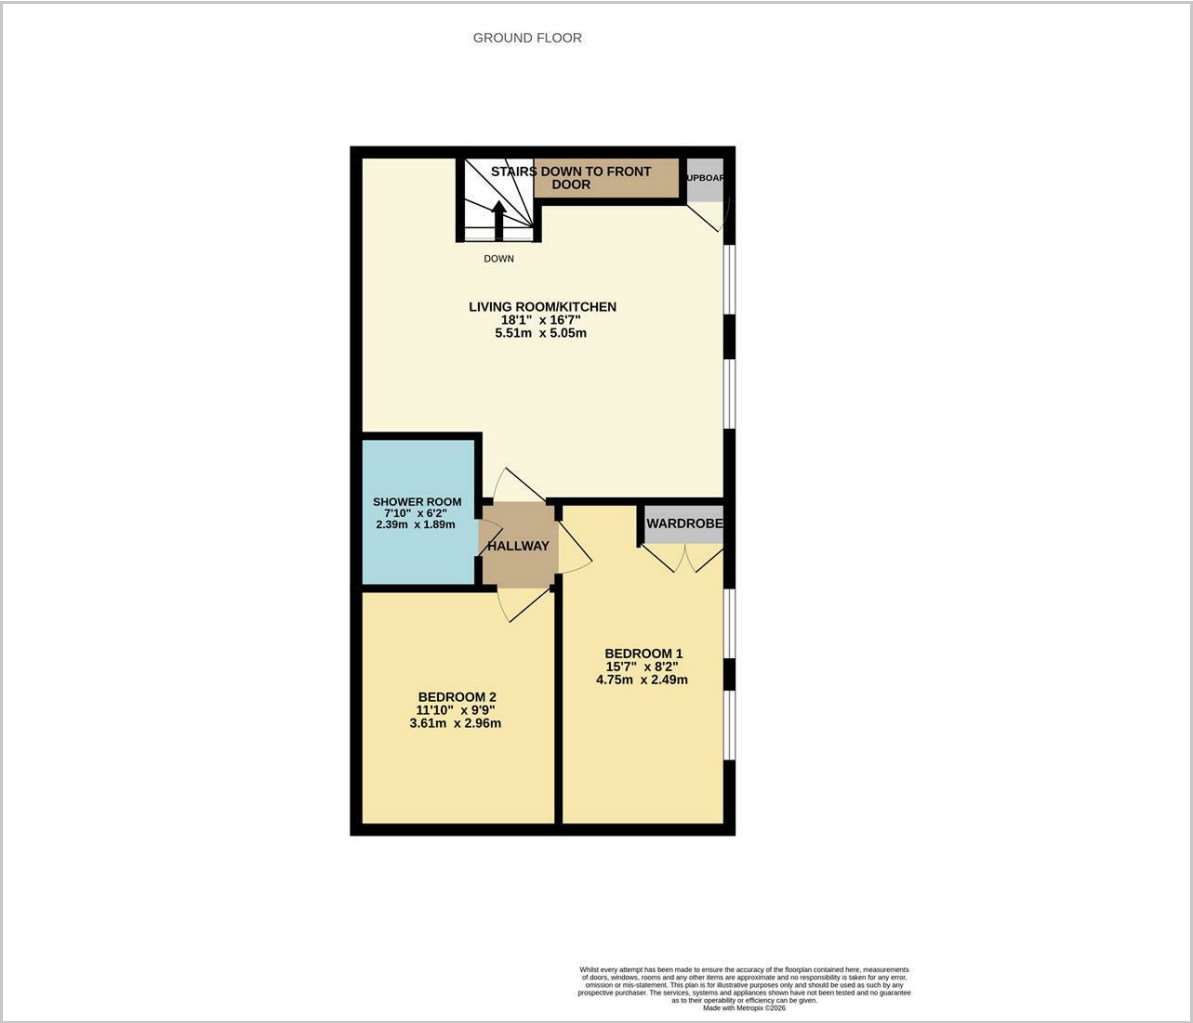 GROUND FLOOR
STAIRS DOWN TO FRONT
DOOR
UPBOAR
DOWN
LIVING ROOM/KITCHEN
18'1" x 16'7"
5.51m x 5.05m
SHOWER ROOM
7'10" x 6'2"
2.39m x 1.89m
HALLWAY
WARDROBE
BEDROOM 1
15'7" x 8'2"
4.75m x 2.49m
BEDROOM 2
11'10" x 9'9"
3.61m x 2.96m
Whilst every attempt has been made to ensure the accuracy of the floorplan contained here, measurements
of doors, windows, rooms and any other items are approximate and no responsibility is taken for any error,
omission or mis-statement. This plan is for illustrative purposes only and should be used as such by any
prospective purchaser. The services, systems and appliances shown have not been tested and no guarantee
as to their operability or efficiency can be given.
Made with Metropix ©2026